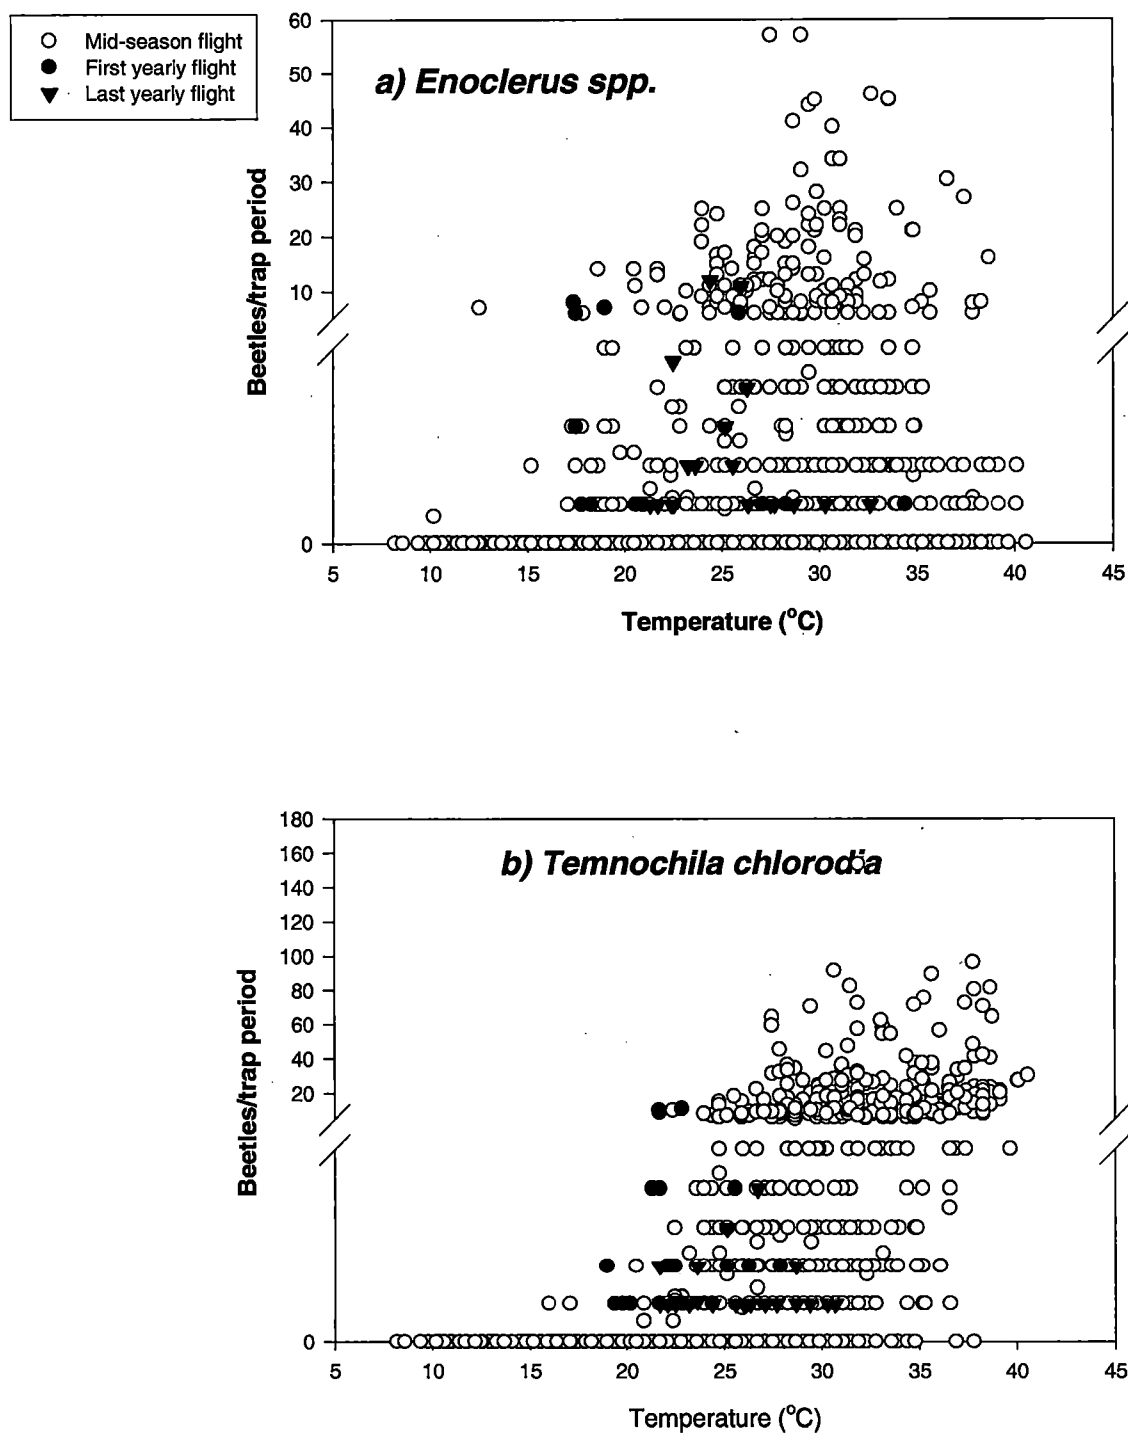 Mid-season flight
First yearly flight
Last yearly flight
a) Enoclerus spp.
Beetles/trap period
60
50
40
30
20
10
0
5 10 15 20 25 30 35 40 45
Temperature (°C)
b) Temnochila chlorodia
Beetles/trap period
180
160
140
120
100
80
60
40
20
0
5 10 15 20 25 30 35 40 45
Temperature (°C)